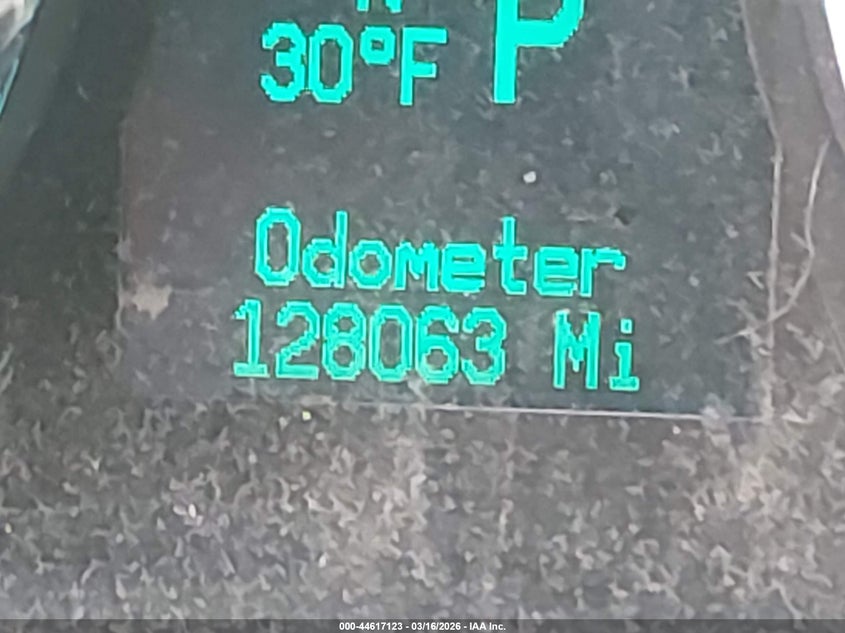 N
30°F P
Odometer
128063 Mi
000-44617123 - 03/16/2026 - IAA Inc.